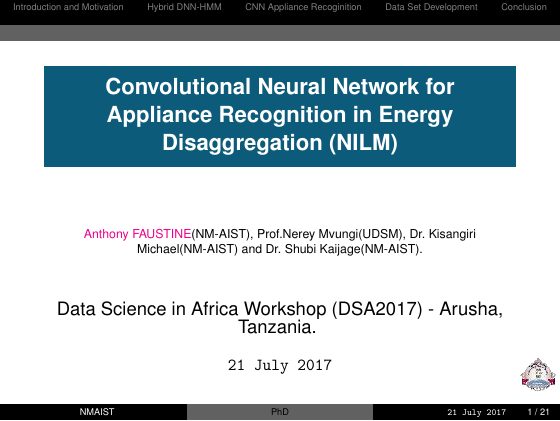 Introduction and Motivation Hybrid DNN-HMM CNN Appliance Recoginition Data Set Development Conclusion
Convolutional Neural Network for
Appliance Recognition in Energy
Disaggregation (NILM)
Anthony FAUSTINE(NM-AIST), Prof.Nerey Mvungi(UDSM), Dr. Kisangiri
Michael(NM-AIST) and Dr. Shubi Kaijage(NM-AIST).
Data Science in Africa Workshop (DSA2017) - Arusha,
Tanzania.
21 July 2017
NMAIST PhD 21 July 2017 1 / 21